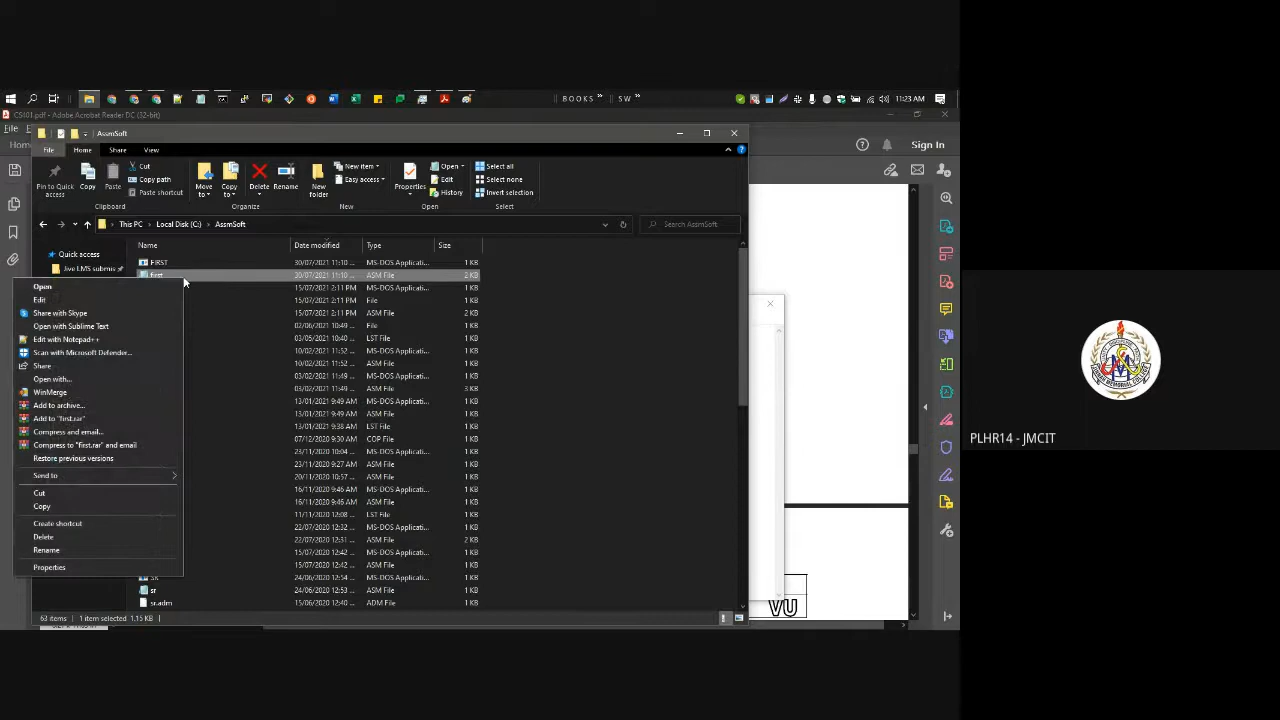 BOOKS
SW
11:23 AM
CS401.pdf - Adobe Acrobat Reader DC (32-bit)
AssmSoft
File
Home
Share
View
Sign In
Pin to Quick access
Copy
Paste
Cut
Copy path
Paste shortcut
Move to
Copy to
Delete
Rename
New folder
New item
Easy access
Properties
Open
Edit
History
Select all
Select none
Invert selection
Clipboard
Organize
New
Open
Select
This PC > Local Disk (C:) > AssmSoft
Search AssmSoft
Name Date modified Type Size
Quick access
Jive LMS submus
FIRST 30/07/2021 11:10 ... MS-DOS Applicati... 1 KB
first 30/07/2021 11:10 ... ASM File 2 KB
15/07/2021 2:11 PM MS-DOS Applicati... 1 KB
15/07/2021 2:11 PM File 1 KB
15/07/2021 2:11 PM ASM File 1 KB
02/06/2021 10:49 ... File 1 KB
03/05/2021 10:40 ... LST File 1 KB
10/02/2021 11:52 ... MS-DOS Applicati... 1 KB
10/02/2021 11:52 ... ASM File 1 KB
03/02/2021 11:49 ... MS-DOS Applicati... 1 KB
03/02/2021 11:49 ... ASM File 3 KB
13/01/2021 9:49 AM MS-DOS Applicati... 1 KB
13/01/2021 9:49 AM ASM File 1 KB
13/01/2021 9:49 AM LST File 1 KB
07/12/2020 9:30 AM COP File 1 KB
23/11/2020 10:04 ... MS-DOS Applicati... 1 KB
23/11/2020 9:27 AM ASM File 1 KB
20/11/2020 10:57 ... ASM File 1 KB
16/11/2020 9:46 AM MS-DOS Applicati... 1 KB
16/11/2020 9:46 AM ASM File 1 KB
11/11/2020 12:08 ... LST File 1 KB
22/07/2020 12:32 ... MS-DOS Applicati... 1 KB
22/07/2020 12:31 ... ASM File 2 KB
15/07/2020 12:42 ... MS-DOS Applicati... 1 KB
15/07/2020 12:42 ... ASM File 1 KB
24/06/2020 12:54 ... MS-DOS Applicati... 1 KB
sr 24/06/2020 12:53 ... ASM File 1 KB
sr.adm 15/06/2020 12:40 ... ADM File 1 KB
Open
Edit
Share with Skype
Open with Sublime Text
Edit with Notepad++
Scan with Microsoft Defender...
Share
Open with...
WinMerge
Add to archive...
Add to "first.rar"
Compress and email...
Compress to "first.rar" and email
Restore previous versions
Send to
Cut
Copy
Create shortcut
Delete
Rename
Properties
63 items
1 item selected 1.15 KB
VU
PLHR14 - JMCIT